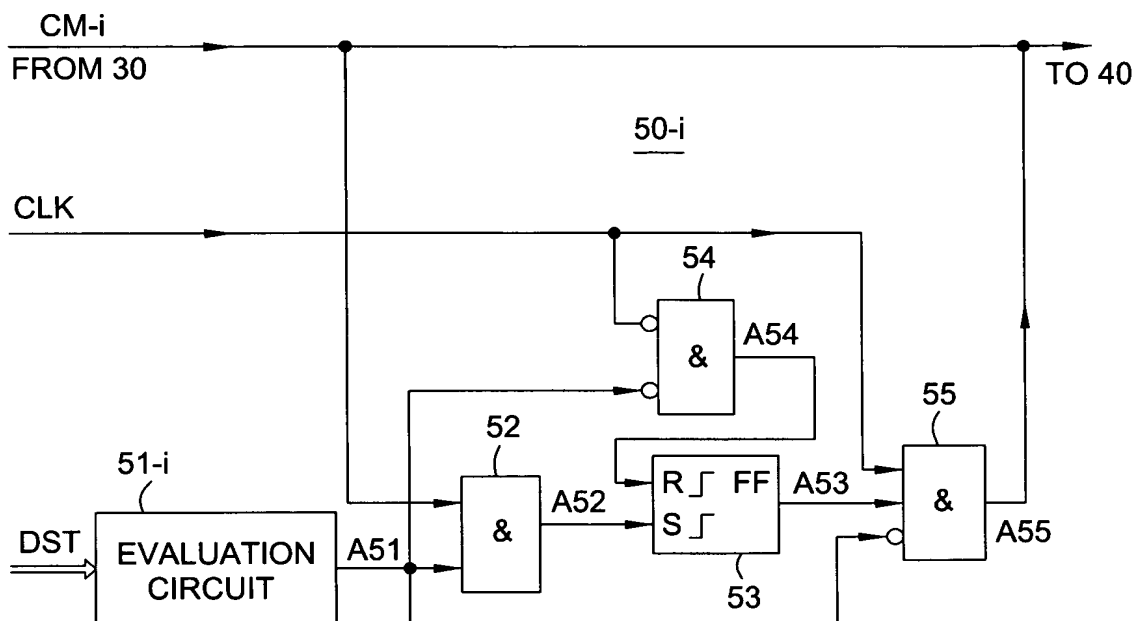 CM-i
FROM 30
TO 40
50-i
CLK
54
&
A54
52
55
51-i
R FF
A53
&
A52
&
S
DST
EVALUATION
CIRCUIT
A51
A55
53